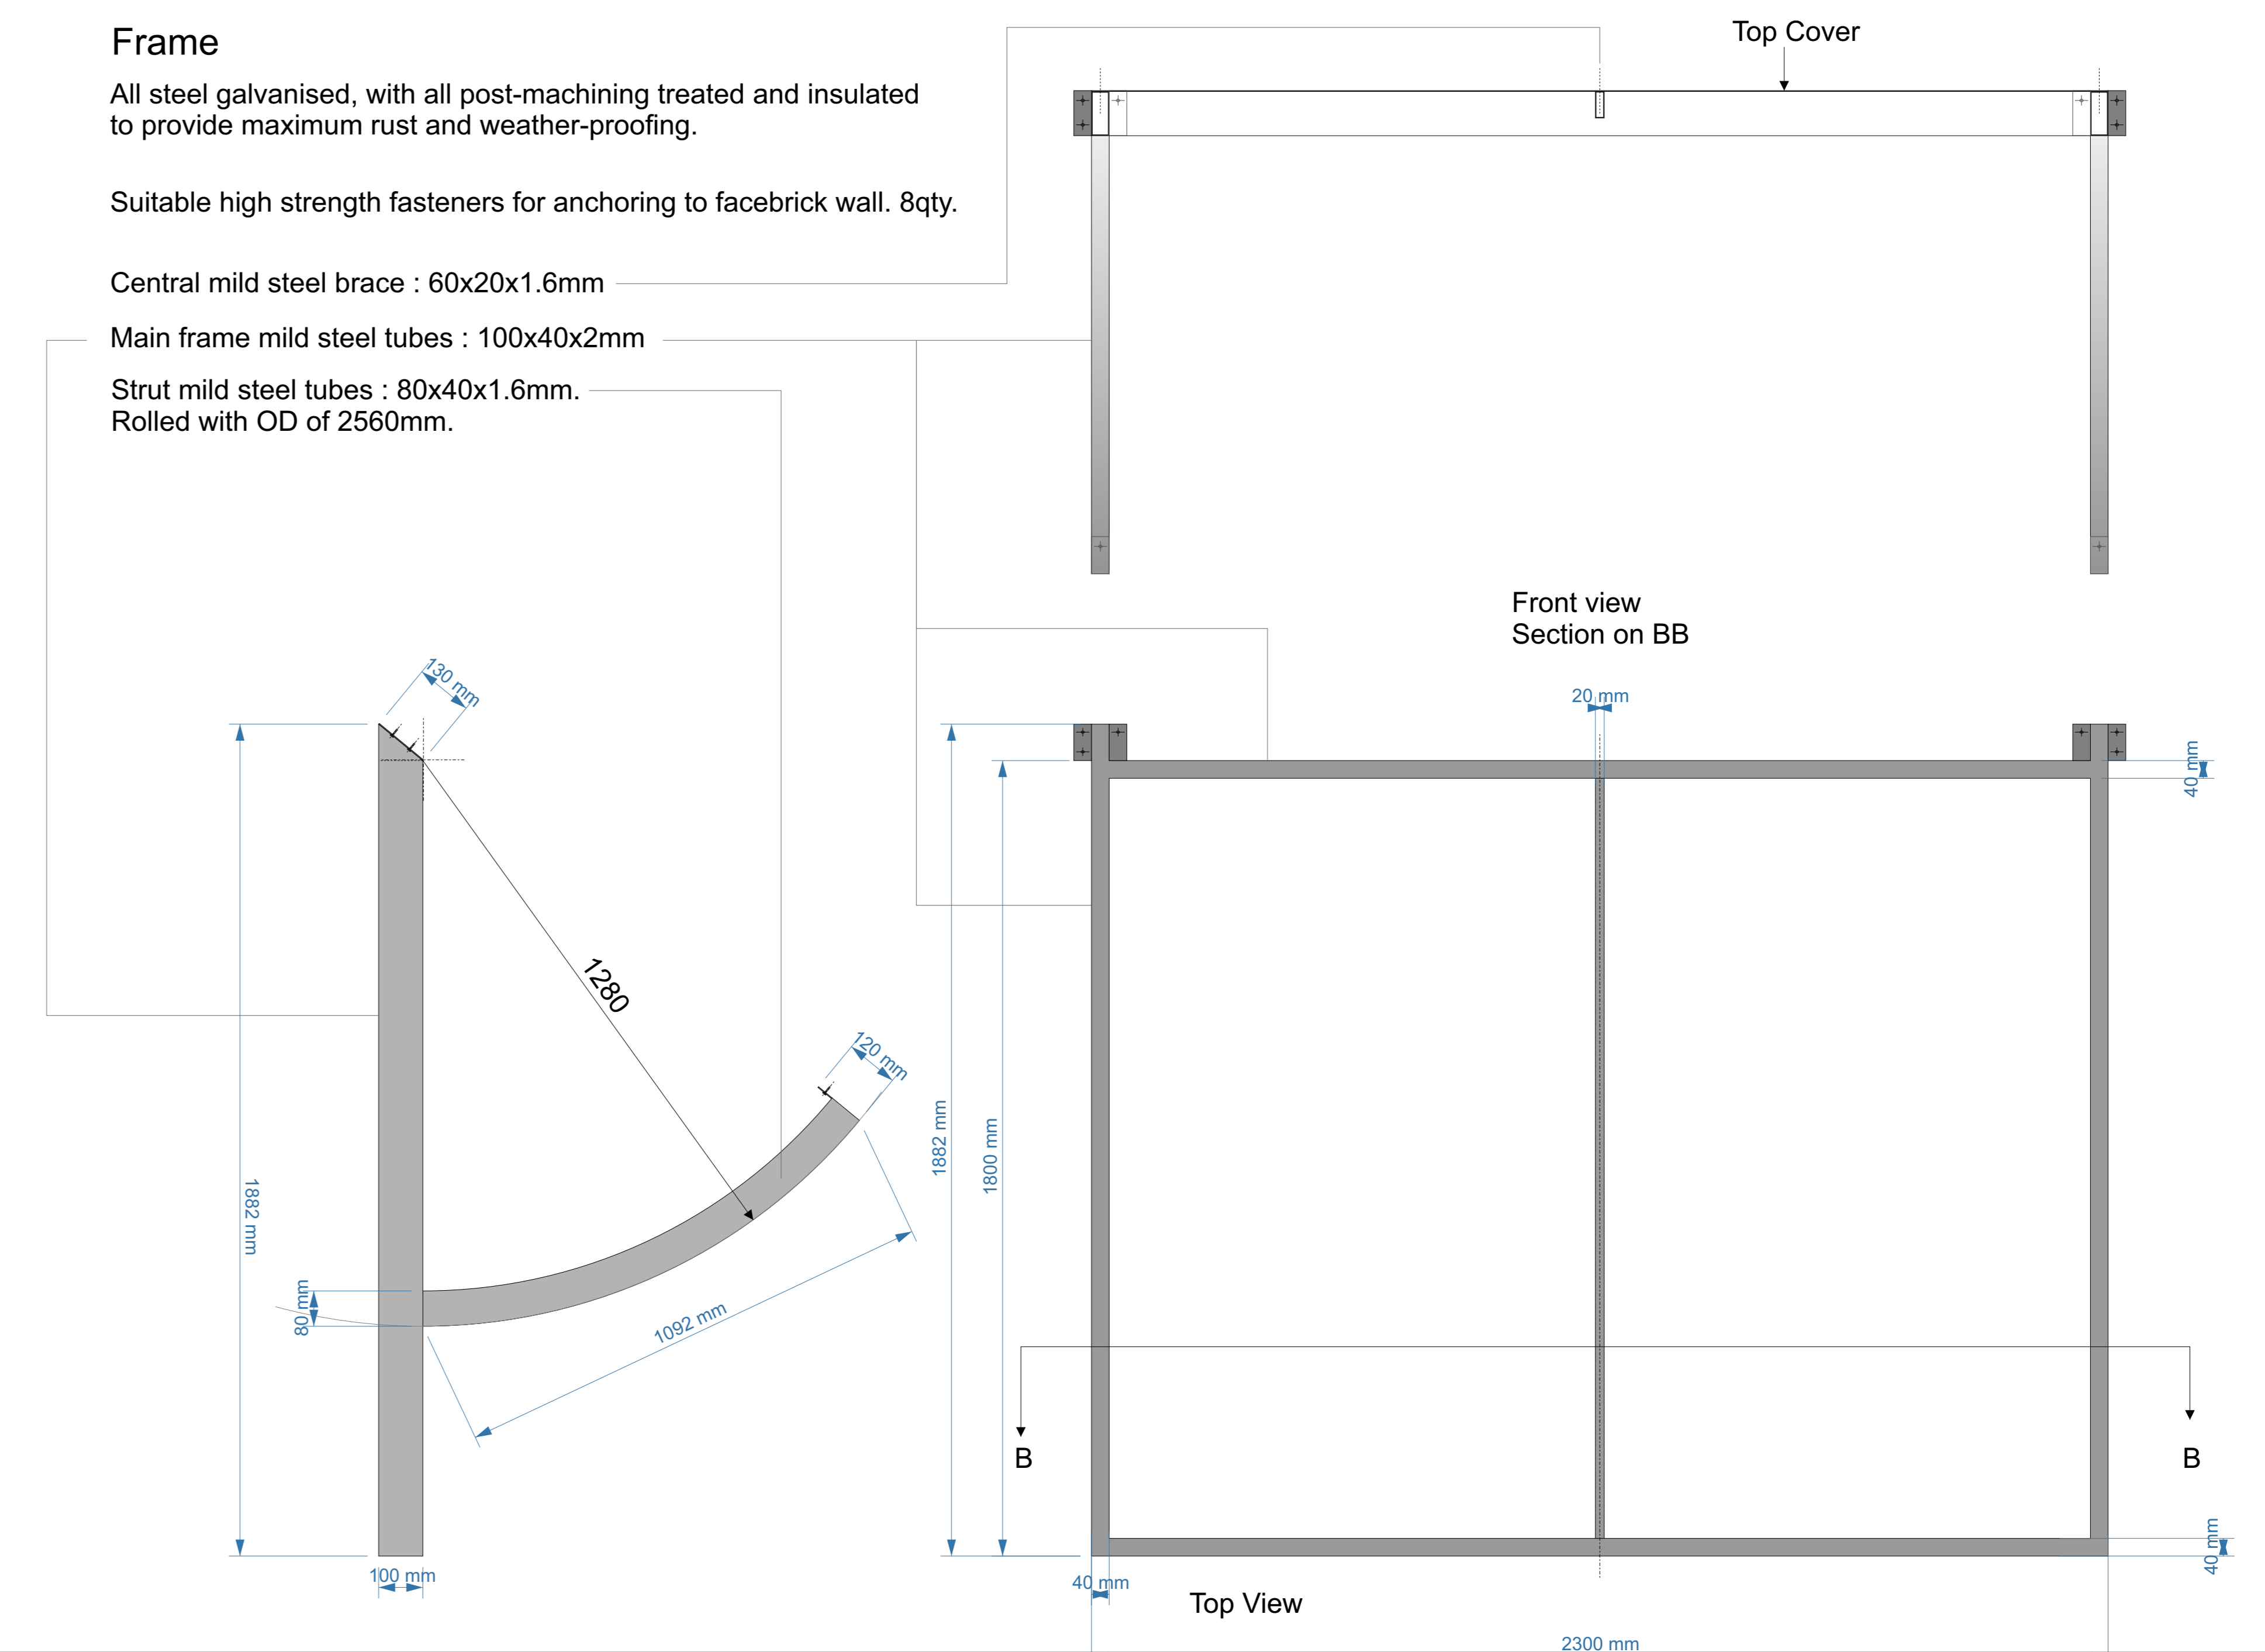 Frame
Top Cover
All steel galvanised, with all post-machining treated and insulated
to provide maximum rust and weather-proofing.
Suitable high strength fasteners for anchoring to facebrick wall. 8qty.
Central mild steel brace : 60x20x1.6mm
Main frame mild steel tubes : 100x40x2mm
Strut mild steel tubes : 80x40x1.6mm.
Rolled with OD of 2560mm.
Front view
Section on BB
130 mm
20 mm
40 mm
1280
120 mm
1882 mm
1800 mm
1882 mm
80 mm
1092 mm
B
B
40 mm
100 mm
40 mm
Top View
2300 mm